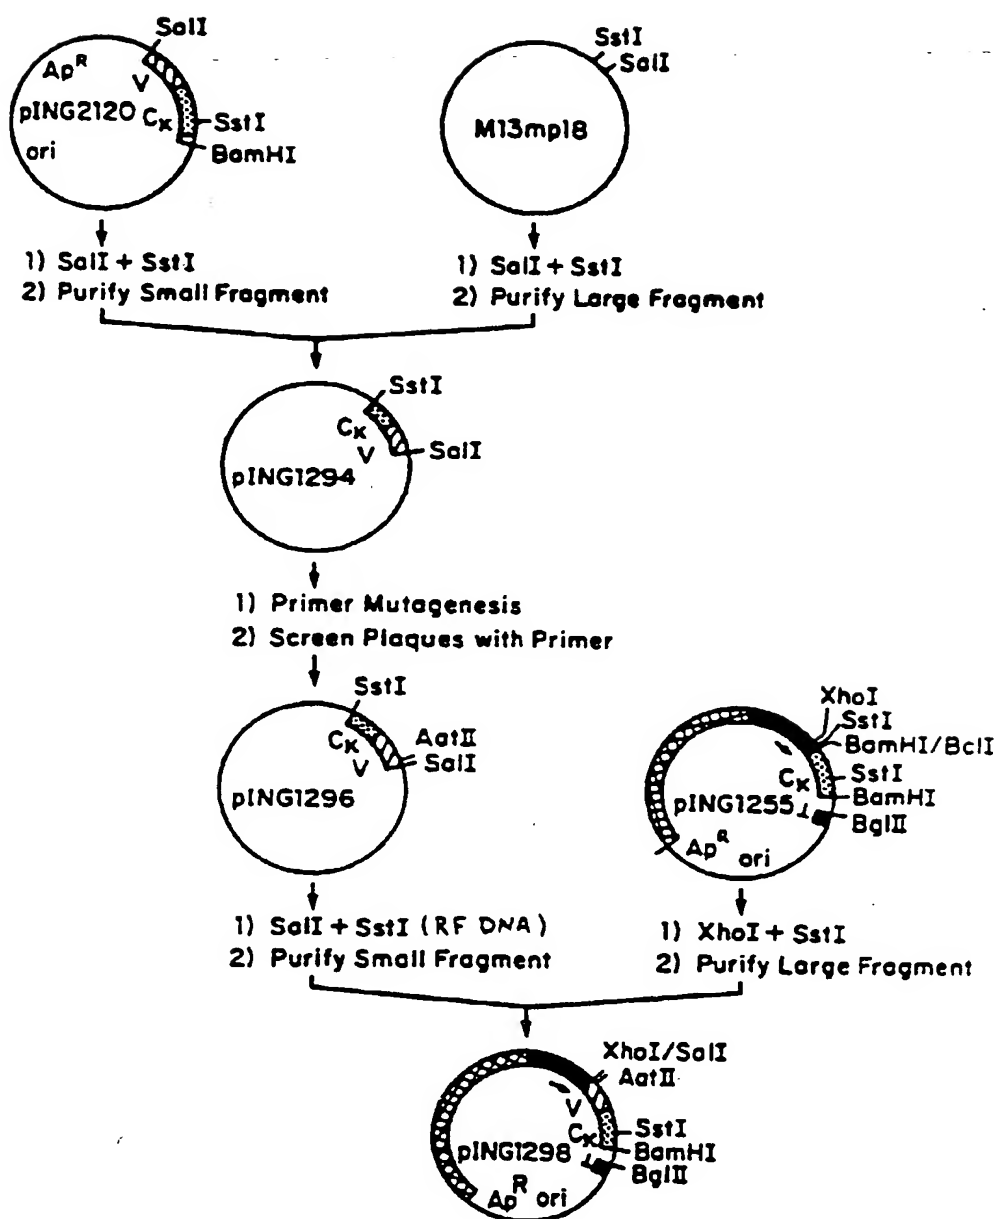 SalI
Ap^R
V
pING2120
Cκ
SstI
ori
BamHI
SstI
SalI
M13mp18
1) SalI + SstI
2) Purify Small Fragment
1) SalI + SstI
2) Purify Large Fragment
SstI
Cκ
V
SalI
pING1294
1) Primer Mutagenesis
2) Screen Plaques with Primer
SstI
Cκ
AatII
V
SalI
pING1296
XhoI
SstI
BamHI/BclI
Cκ
SstI
pING1255
BamHI
BglII
Ap^R
ori
1) SalI + SstI (RF DNA)
2) Purify Small Fragment
1) XhoI + SstI
2) Purify Large Fragment
XhoI/SalI
AatII
V
Cκ
SstI
pING1298
BamHI
BglII
Ap^R
ori